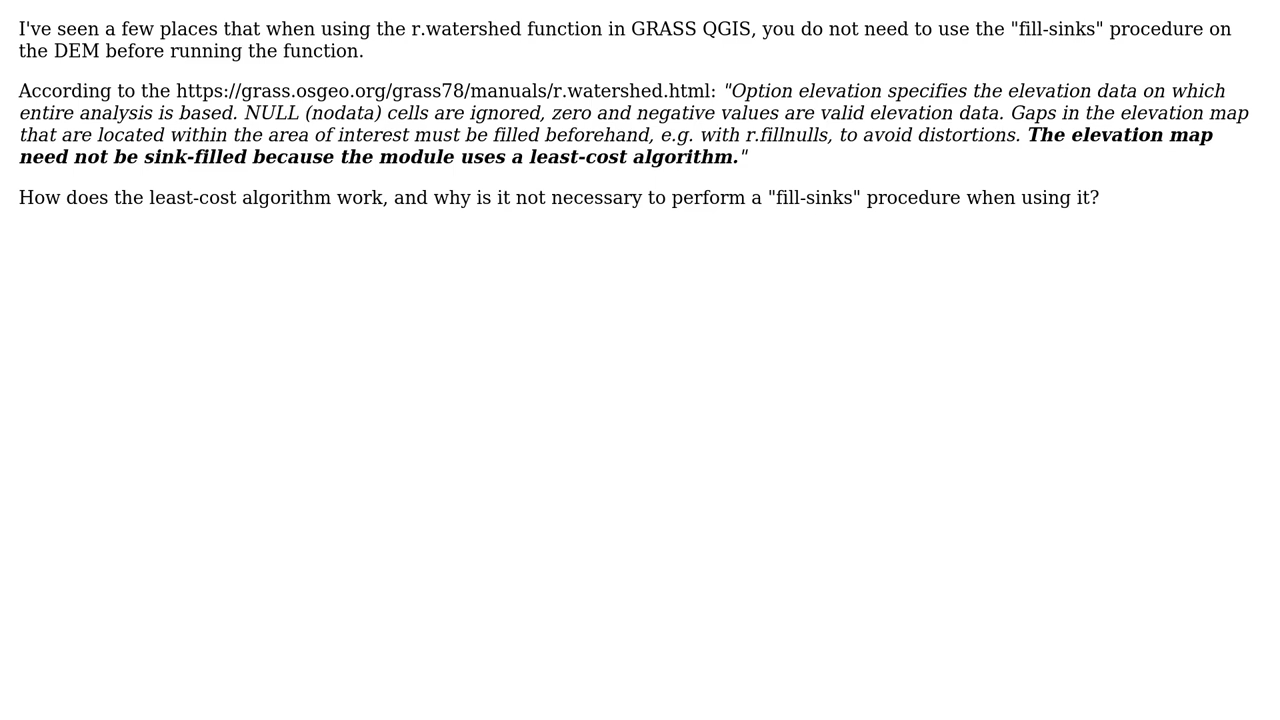 I've seen a few places that when using the r.watershed function in GRASS QGIS, you do not need to use the "fill-sinks" procedure on
the DEM before running the function.
According to the https://grass.osgeo.org/grass78/manuals/r.watershed.html: "Option elevation specifies the elevation data on which
entire analysis is based. NULL (nodata) cells are ignored, zero and negative values are valid elevation data. Gaps in the elevation map
that are located within the area of interest must be filled beforehand, e.g. with r.fillnulls, to avoid distortions. The elevation map
need not be sink-filled because the module uses a least-cost algorithm."
How does the least-cost algorithm work, and why is it not necessary to perform a "fill-sinks" procedure when using it?